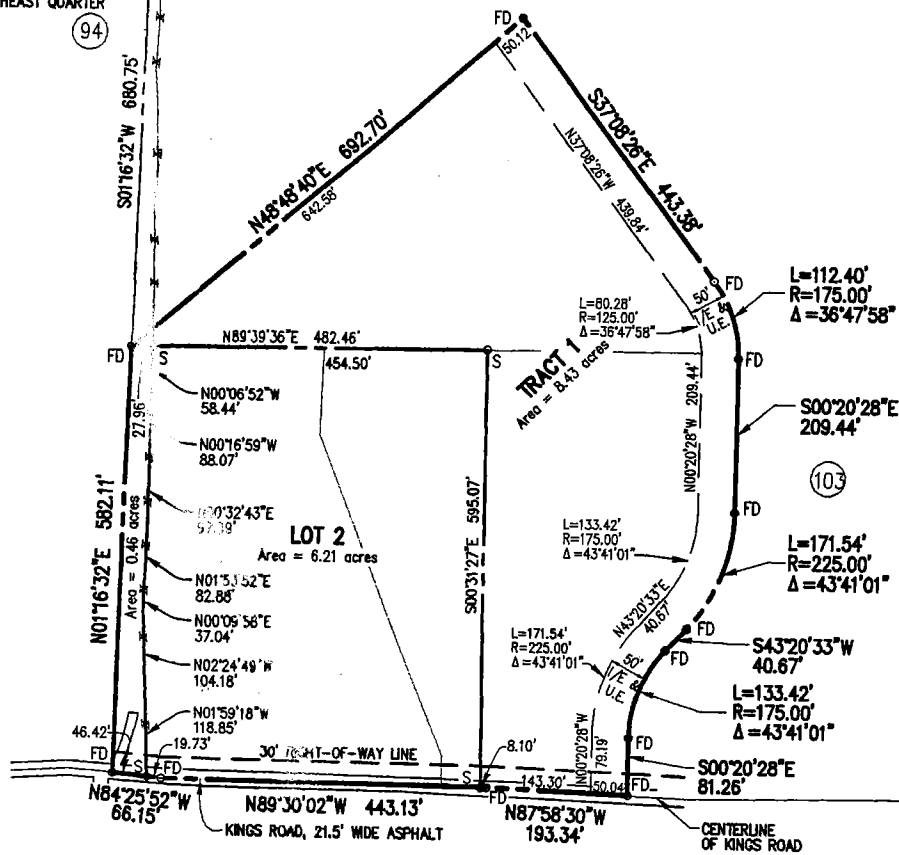 HEAST QUARTER
94
S01°16'32"W 680.75'
FD
50.12'
N48°48'40"E 692.70'
642.58'
S37°08'26"E 443.38'
N37°08'26"W 439.84'
FD
L=112.40'
R=175.00'
Δ=36°47'58"
50'
I/E &
U.E.
L=80.28'
R=125.00'
Δ=36°47'58"
N89°39'36"E 482.46'
454.50'
FD
S
S
TRACT 1
Area = 8.43 acres
N00°06'52"W
58.44'
27.96'
N00°16'59"W
88.07'
N00°20'28"W 209.44'
S00°20'28"E
209.44'
103
N01°16'32"E 582.11'
Area = 0.46 acres
LOT 2
Area = 6.21 acres
S00°31'27"E 595.07'
FD
L=133.42'
R=175.00'
Δ=43°41'01"
L=171.54'
R=225.00'
Δ=43°41'01"
N01°53'52"E
82.88'
N00°09'56"E
37.04'
N02°24'49"W
104.18'
N01°59'18"W
118.85'
N43°20'33"E
40.67'
FD
FD
S43°20'33"W
40.67'
L=171.54'
R=225.00'
Δ=43°41'01"
50'
I/E &
U.E.
L=133.42'
R=175.00'
Δ=43°41'01"
46.42'
19.73'
30' RIGHT-OF-WAY LINE
8.10'
N00°20'28"W
79.19'
FD
S00°20'28"E
81.26'
FD
S
FD
S
FD
143.30'
50.04'
FD
N84°25'52"W
66.15'
N89°30'02"W 443.13'
N87°58'30"W
193.34'
KINGS ROAD, 21.5' WIDE ASPHALT
CENTERLINE
OF KINGS ROAD